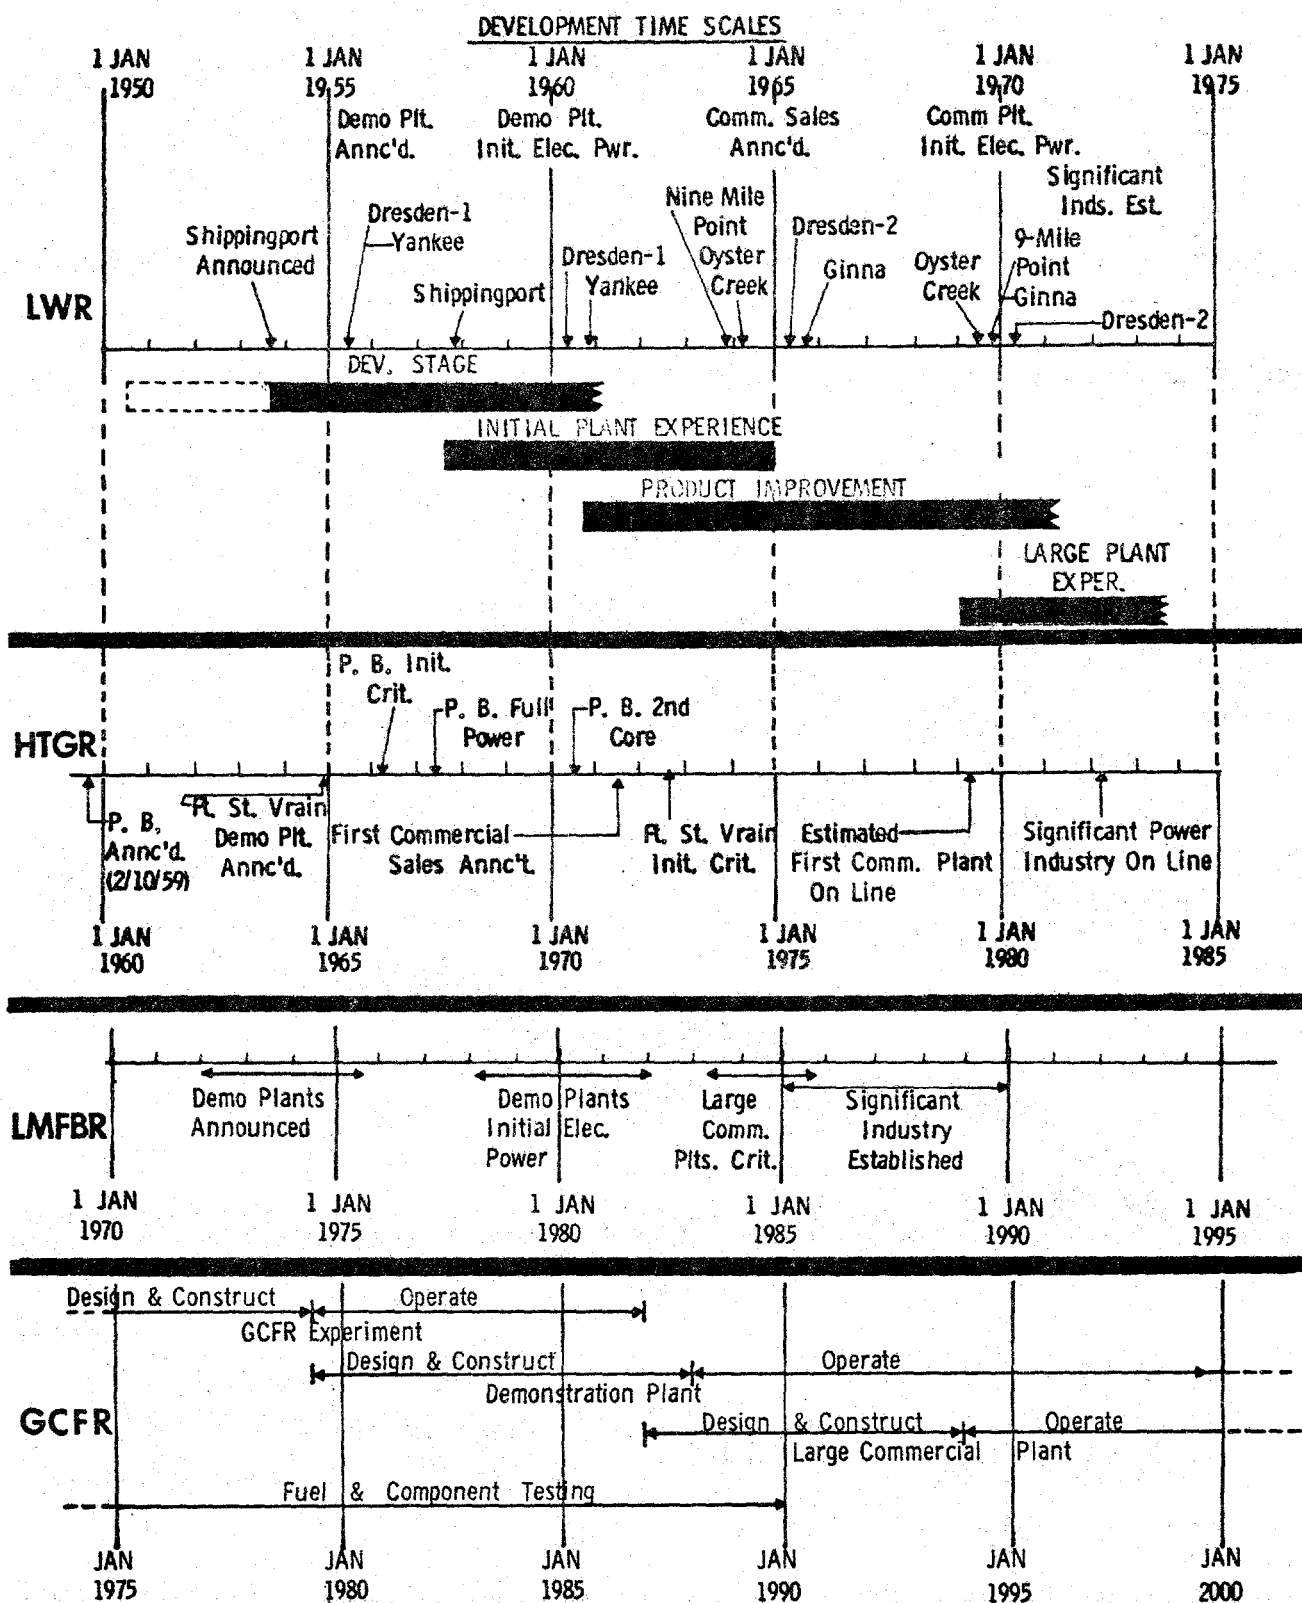 DEVELOPMENT TIME SCALES
1 JAN 1950
1 JAN 1955
1 JAN 1960
1 JAN 1965
1 JAN 1970
1 JAN 1975
Demo Plt.
Annc'd.
Demo Plt.
Init. Elec. Pwr.
Comm. Sales
Annc'd.
Comm Plt.
Init. Elec. Pwr.
Significant
Inds. Est.
LWR
Shippingport
Announced
Dresden-1
Yankee
Shippingport
Dresden-1
Yankee
Nine Mile
Point
Oyster
Creek
Dresden-2
Ginna
Oyster
Creek
9-Mile
Point
Ginna
Dresden-2
DEV. STAGE
INITIAL PLANT EXPERIENCE
PRODUCT IMPROVEMENT
LARGE PLANT
EXPER.
HTGR
P. B. Init.
Crit.
P. B. Full
Power
P. B. 2nd
Core
P. B.
Annc'd.
(2/10/59)
Ft. St. Vrain
Demo Plt.
Annc'd.
First Commercial
Sales Annc't.
Ft. St. Vrain
Init. Crit.
Estimated
First Comm. Plant
On Line
Significant Power
Industry On Line
1 JAN 1960
1 JAN 1965
1 JAN 1970
1 JAN 1975
1 JAN 1980
1 JAN 1985
LMFBR
Demo Plants
Announced
Demo Plants
Initial Elec.
Power
Large
Comm.
Plts. Crit.
Significant
Industry
Established
1 JAN 1970
1 JAN 1975
1 JAN 1980
1 JAN 1985
1 JAN 1990
1 JAN 1995
GCFR
Design & Construct
Operate
GCFR Experiment
Design & Construct
Operate
Demonstration Plant
Design & Construct
Operate
Large Commercial Plant
Fuel & Component Testing
JAN 1975
JAN 1980
JAN 1985
JAN 1990
JAN 1995
JAN 2000